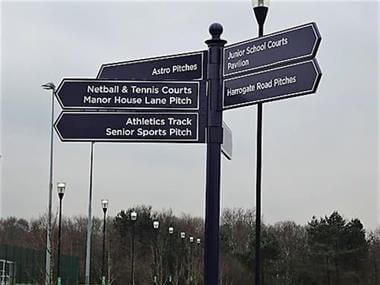 Astro Pitches
Netball & Tennis Courts
Manor House Lane Pitch
Athletics Track
Senior Sports Pitch
Junior School Courts
Pavilion
Harrogate Road Pitches